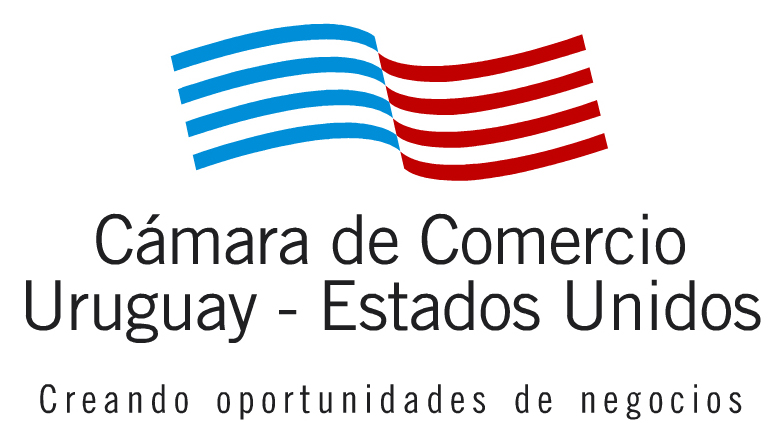 Cámara de Comercio
Uruguay - Estados Unidos
Creando oportunidades de negocios